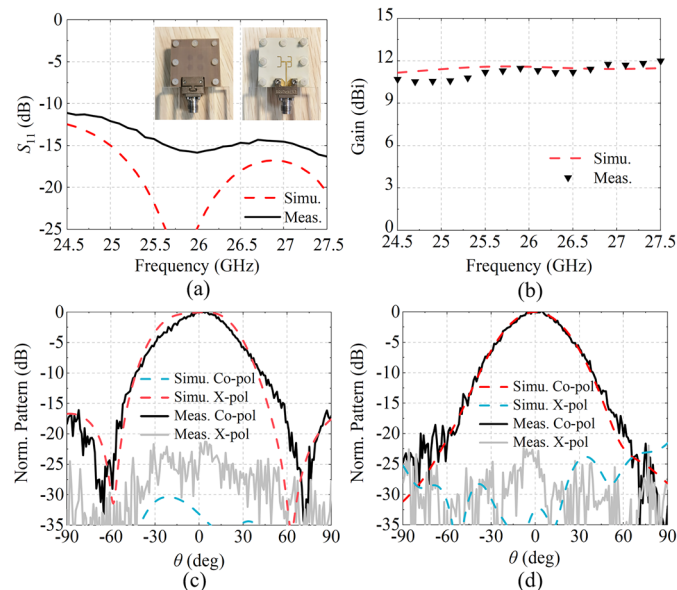 0
-5
-10
-15
-20
-25
S11 (dB)
Simu.
Meas.
24.5 25 25.5 26 26.5 27 27.5
Frequency (GHz)
(a)
15
12
9
6
3
0
Gain (dBi)
Simu.
Meas.
24.5 25 25.5 26 26.5 27 27.5
Frequency (GHz)
(b)
0
-5
-10
-15
-20
-25
-30
-35
Norm. Pattern (dB)
Simu. Co-pol
Simu. X-pol
Meas. Co-pol
Meas. X-pol
-90 -60 -30 0 30 60 90
θ (deg)
(c)
0
-5
-10
-15
-20
-25
-30
-35
Norm. Pattern (dB)
Simu. Co-pol
Simu. X-pol
Meas. Co-pol
Meas. X-pol
-90 -60 -30 0 30 60 90
θ (deg)
(d)